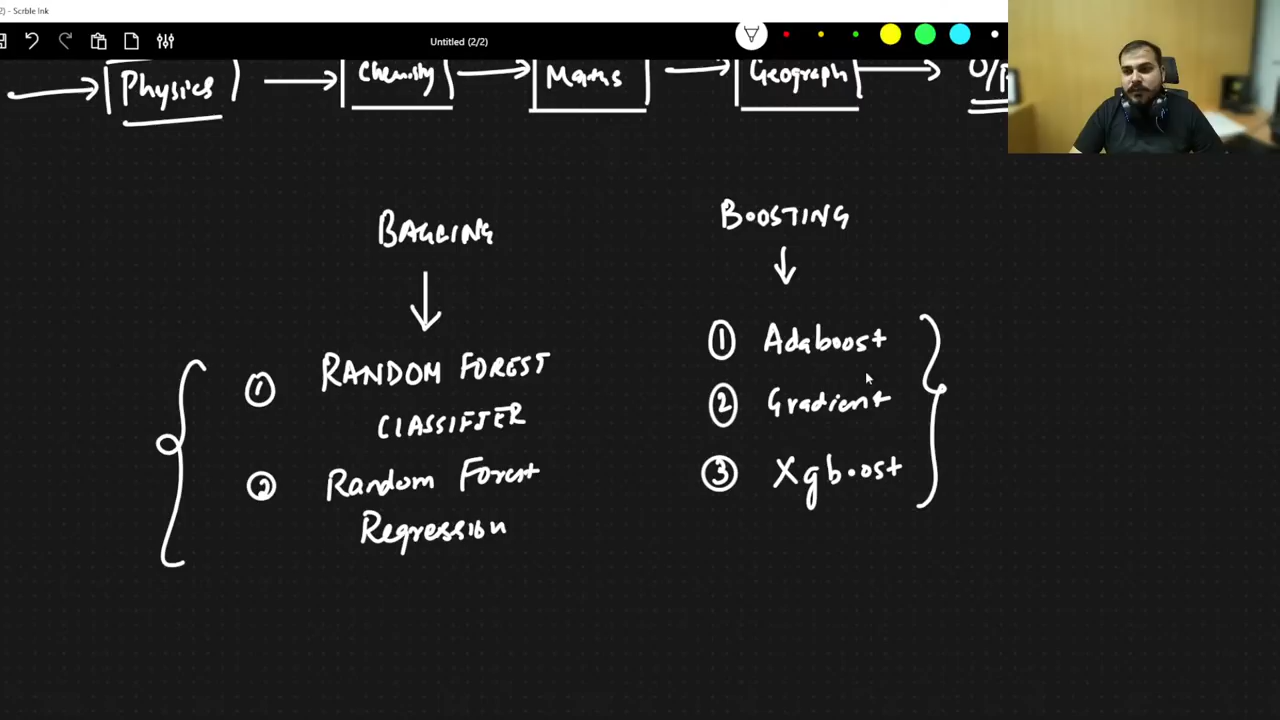 2) - Scrble Ink
Untitled (2/2)
Physics
Chemistry
Maths
Geograph
O/P
BAGGING
BOOSTING
① RANDOM FOREST
CLASSIFIER
② Random Forest
Regression
① Adaboost
② Gradient
③ Xgboost